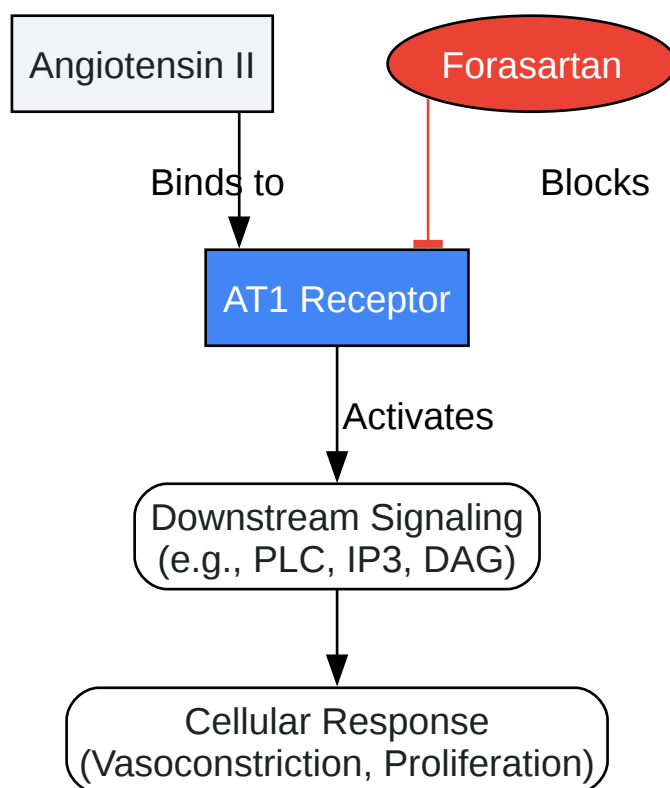 Angiotensin II
Forasartan
Binds to
Blocks
AT1 Receptor
Activates
Downstream Signaling
(e.g., PLC, IP3, DAG)
Cellular Response
(Vasoconstriction, Proliferation)